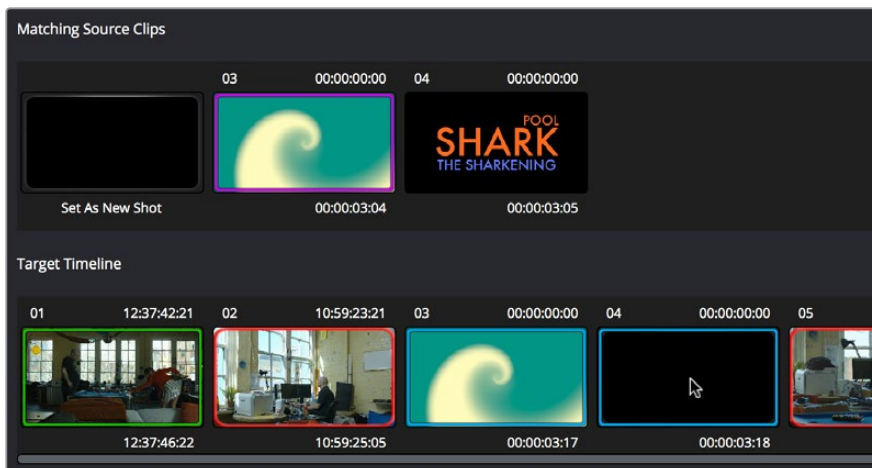 Matching Source Clips
03 00:00:00:00 04 00:00:00:00
POOL
SHARK
THE SHARKENING
Set As New Shot 00:00:03:04 00:00:03:05
Target Timeline
01 12:37:42:21 02 10:59:23:21 03 00:00:00:00 04 00:00:00:00 05
12:37:46:22 10:59:25:05 00:00:03:17 00:00:03:18